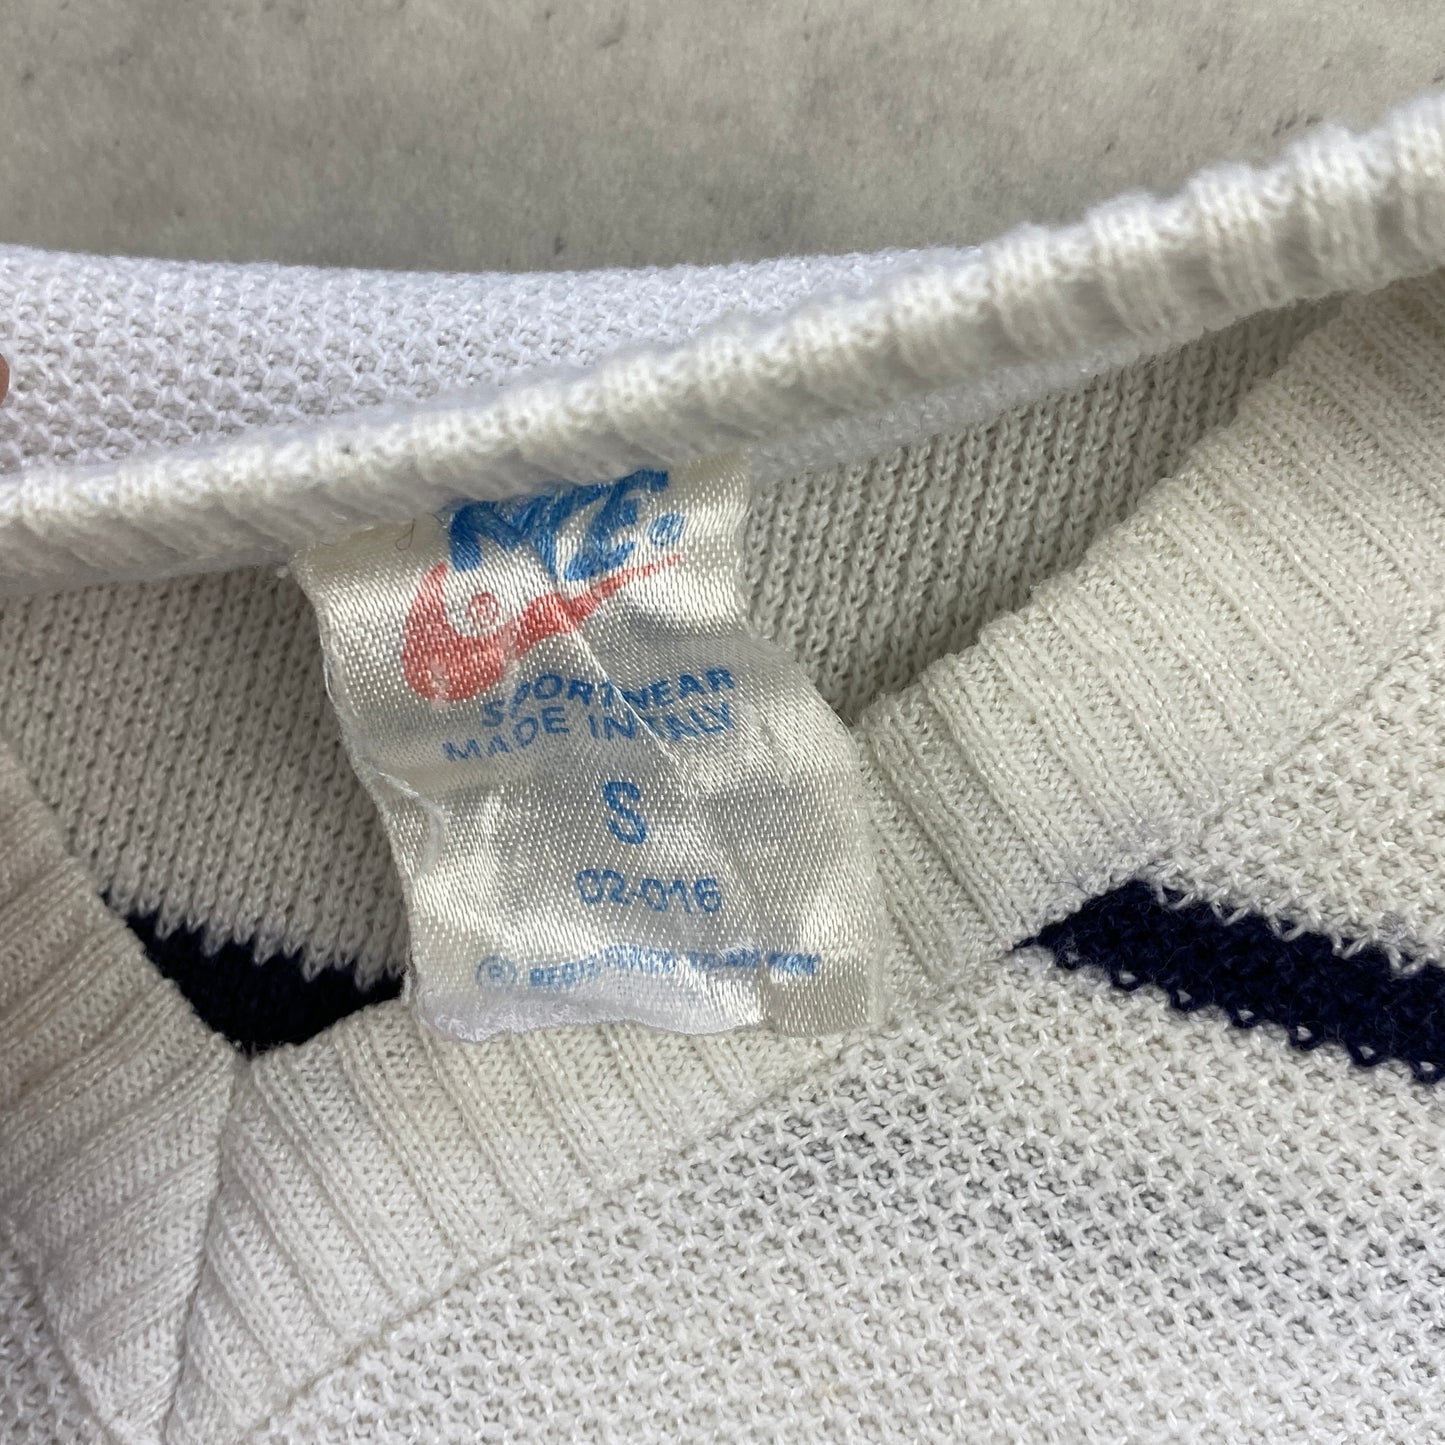 NIKE®
®
SPORTWEAR
MADE IN ITALY
S
02-016